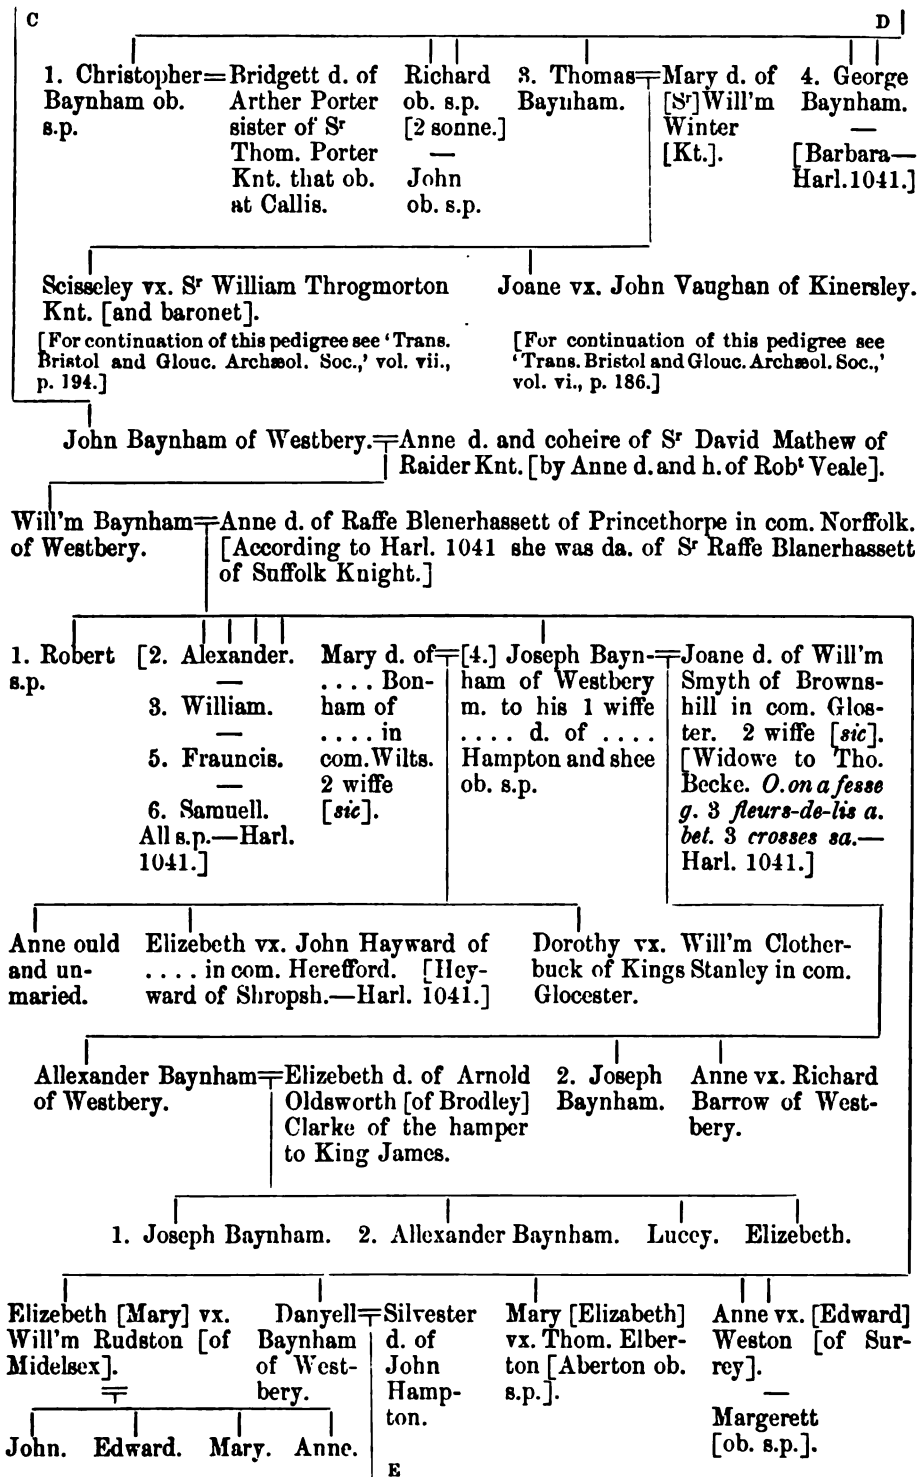 C
D
1. Christopher=Bridgett d. of
Baynham ob.
s.p.
Arther Porter
sister of Sʳ
Thom. Porter
Knt. that ob.
at Callis.
Richard
ob. s.p.
[2 sonne.]
—
John
ob. s.p.
3. Thomas=Mary d. of
Baynham.
[Sʳ] Will'm
Winter
[Kt.].
4. George
Baynham.
—
[Barbara—
Harl. 1041.]
Scisseley vx. Sʳ William Throgmorton
Knt. [and baronet].
[For continuation of this pedigree see 'Trans.
Bristol and Glouc. Archæol. Soc.,' vol. vii.,
p. 194.]
Joane vx. John Vaughan of Kinersley.
[For continuation of this pedigree see
'Trans. Bristol and Glouc. Archæol. Soc.,'
vol. vi., p. 186.]
John Baynham of Westbery.=Anne d. and coheire of Sʳ David Mathew of
Raider Knt. [by Anne d. and h. of Robᵗ Veale].
Will'm Baynham=Anne d. of Raffe Blenerhassett of Princethorpe in com. Norffolk.
of Westbery.
[According to Harl. 1041 she was da. of Sʳ Raffe Blanerhassett
of Suffolk Knight.]
1. Robert
s.p.
[2. Alexander.
—
3. William.
—
5. Frauncis.
—
6. Samuell.
All s.p.—Harl.
1041.]
Mary d. of
.... Bon-
ham of
.... in
com. Wilts.
2 wiffe
[sic].
=[4.] Joseph Bayn-=
ham of Westbery
m. to his 1 wiffe
.... d. of ....
Hampton and shee
ob. s.p.
Joane d. of Will'm
Smyth of Browns-
hill in com. Glos-
ter. 2 wiffe [sic].
[Widowe to Tho.
Becke. O. on a fesse
g. 3 fleurs-de-lis a.
bet. 3 crosses sa.—
Harl. 1041.]
Anne ould
and un-
maried.
Elizebeth vx. John Hayward of
.... in com. Herefford. [Hey-
ward of Shropsh.—Harl. 1041.]
Dorothy vx. Will'm Clother-
buck of Kings Stanley in com.
Glocester.
Allexander Baynham=Elizebeth d. of Arnold
of Westbery.
Oldsworth [of Brodley]
Clarke of the hamper
to King James.
2. Joseph
Baynham.
Anne vx. Richard
Barrow of West-
bery.
1. Joseph Baynham. 2. Allexander Baynham. Lucey. Elizebeth.
Elizebeth [Mary] vx.
Will'm Rudston [of
Midelsex].
John. Edward. Mary. Anne.
Danyell=Silvester
Baynham
of West-
bery.
d. of
John
Hamp-
ton.
Mary [Elizabeth]
vx. Thom. Elber-
ton [Aberton ob.
s.p.].
Anne vx. [Edward]
Weston [of Sur-
rey].
—
Margerett
[ob. s.p.].
E